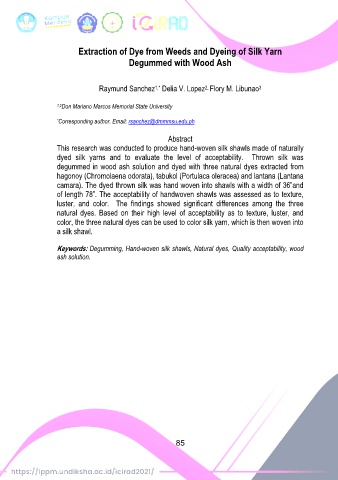 iCiRAD
Extraction of Dye from Weeds and Dyeing of Silk Yarn
Degummed with Wood Ash
Raymund Sanchez¹,* Delia V. Lopez², Flory M. Libunao³
¹,²Don Mariano Marcos Memorial State University
*Corresponding author. Email: rsanchez@dmmmsu.edu.ph
Abstract
This research was conducted to produce hand-woven silk shawls made of naturally
dyed silk yarns and to evaluate the level of acceptability. Thrown silk was
degummed in wood ash solution and dyed with three natural dyes extracted from
hagonoy (Chromolaena odorata), tabukol (Portulaca oleracea) and lantana (Lantana
camara). The dyed thrown silk was hand woven into shawls with a width of 36"and
of length 78". The acceptability of handwoven shawls was assessed as to texture,
luster, and color. The findings showed significant differences among the three
natural dyes. Based on their high level of acceptability as to texture, luster, and
color, the three natural dyes can be used to color silk yarn, which is then woven into
a silk shawl.
Keywords: Degumming, Hand-woven silk shawls, Natural dyes, Quality acceptability, wood
ash solution.
85
https://lppm.undiksha.ac.id/icirad2021/